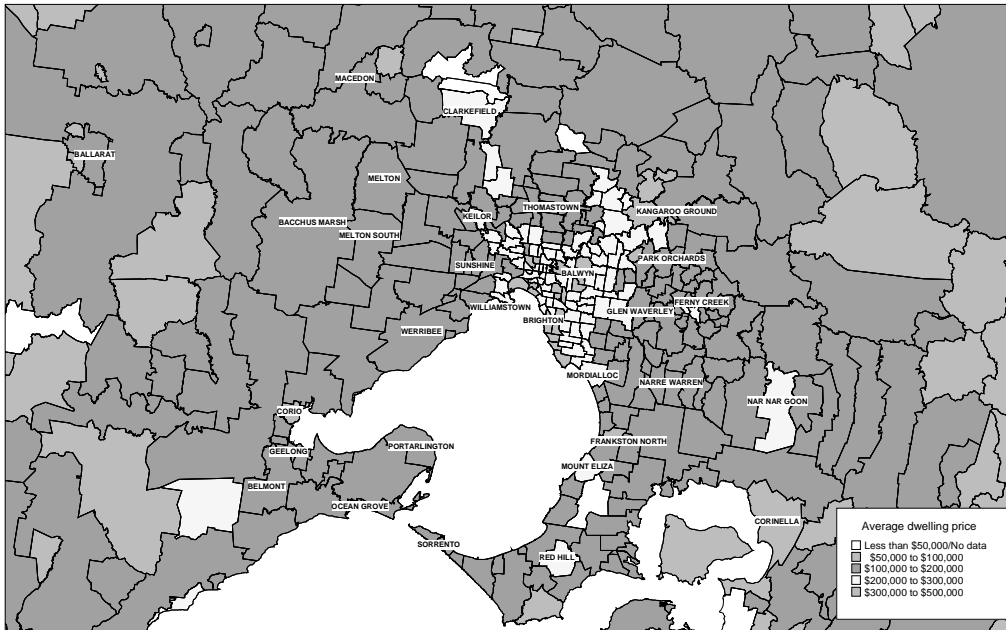 MACEDON
CLARKEFIELD
BALLARAT
MELTON
KEILOR
THOMASTOWN
KANGAROO GROUND
BACCHUS MARSH
MELTON SOUTH
PARK ORCHARDS
SUNSHINE
BALWYN
WILLIAMSTOWN
GLEN WAVERLEY
FERNY CREEK
BRIGHTON
WERRIBEE
MORDIALLOC
NARRE WARREN
NAR NAR GOON
CORIO
FRANKSTON NORTH
PORTARLINGTON
GEELONG
MOUNT ELIZA
BELMONT
OCEAN GROVE
CORINELLA
SORRENTO
RED HILL
Average dwelling price
Less than $50,000/No data
$50,000 to $100,000
$100,000 to $200,000
$200,000 to $300,000
$300,000 to $500,000